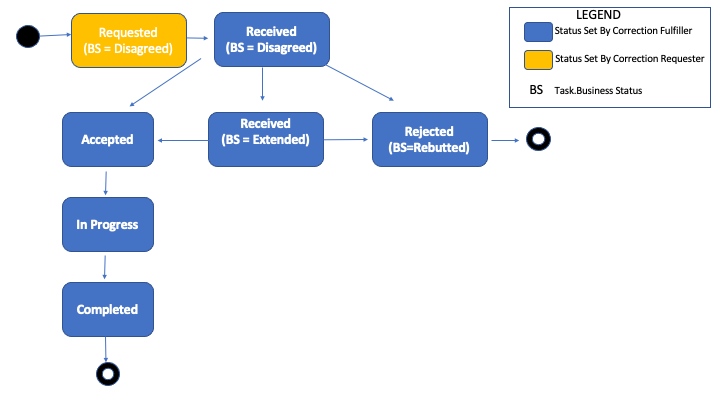 Requested
(BS = Disagreed)
Received
(BS = Disagreed)
LEGEND
Status Set By Correction Fulfiller
Status Set By Correction Requester
BS Task.Business Status
Accepted
Received
(BS = Extended)
Rejected
(BS=Rebutted)
In Progress
Completed